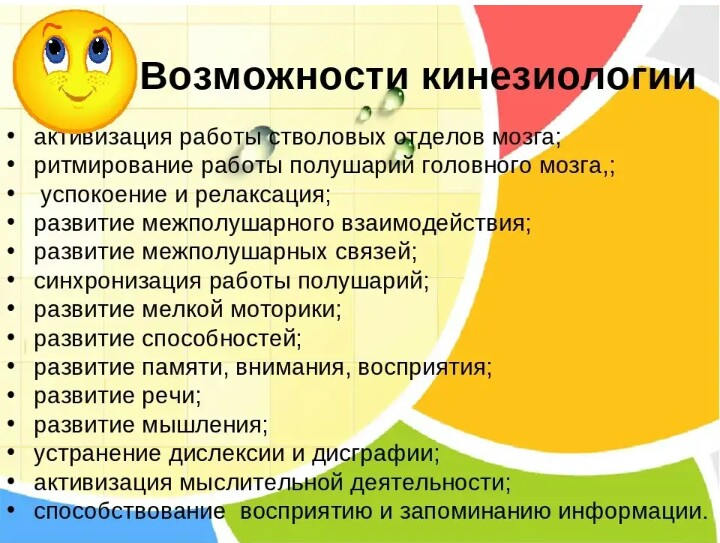 Возможности кинезиологии
• активизация работы стволовых отделов мозга;
• ритмирование работы полушарий головного мозга,;
• успокоение и релаксация;
• развитие межполушарного взаимодействия;
• развитие межполушарных связей;
• синхронизация работы полушарий;
• развитие мелкой моторики;
• развитие способностей;
• развитие памяти, внимания, восприятия;
• развитие речи;
• развитие мышления;
• устранение дислексии и дисграфии;
• активизация мыслительной деятельности;
• способствование восприятию и запоминанию информации.